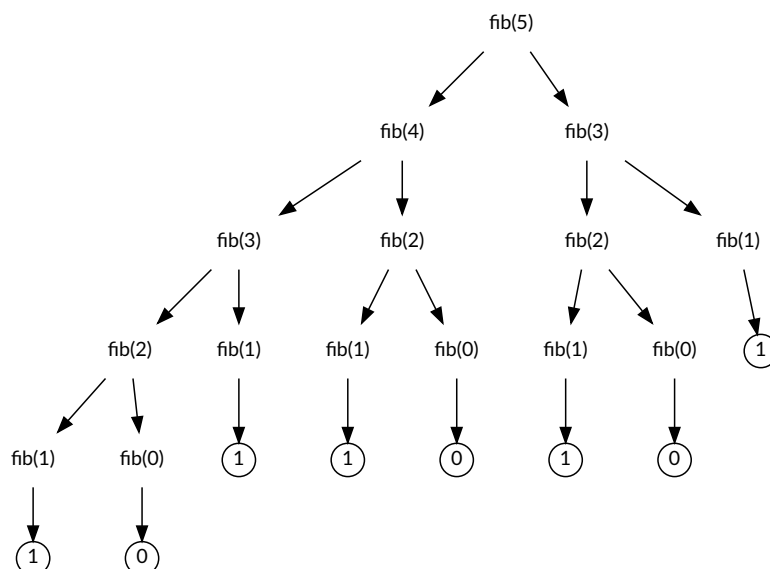 fib(5)
fib(4) fib(3)
fib(3) fib(2) fib(2) fib(1)
fib(2) fib(1) fib(1) fib(0) fib(1) fib(0) 1
fib(1) fib(0) 1 1 0 1 0
1 0